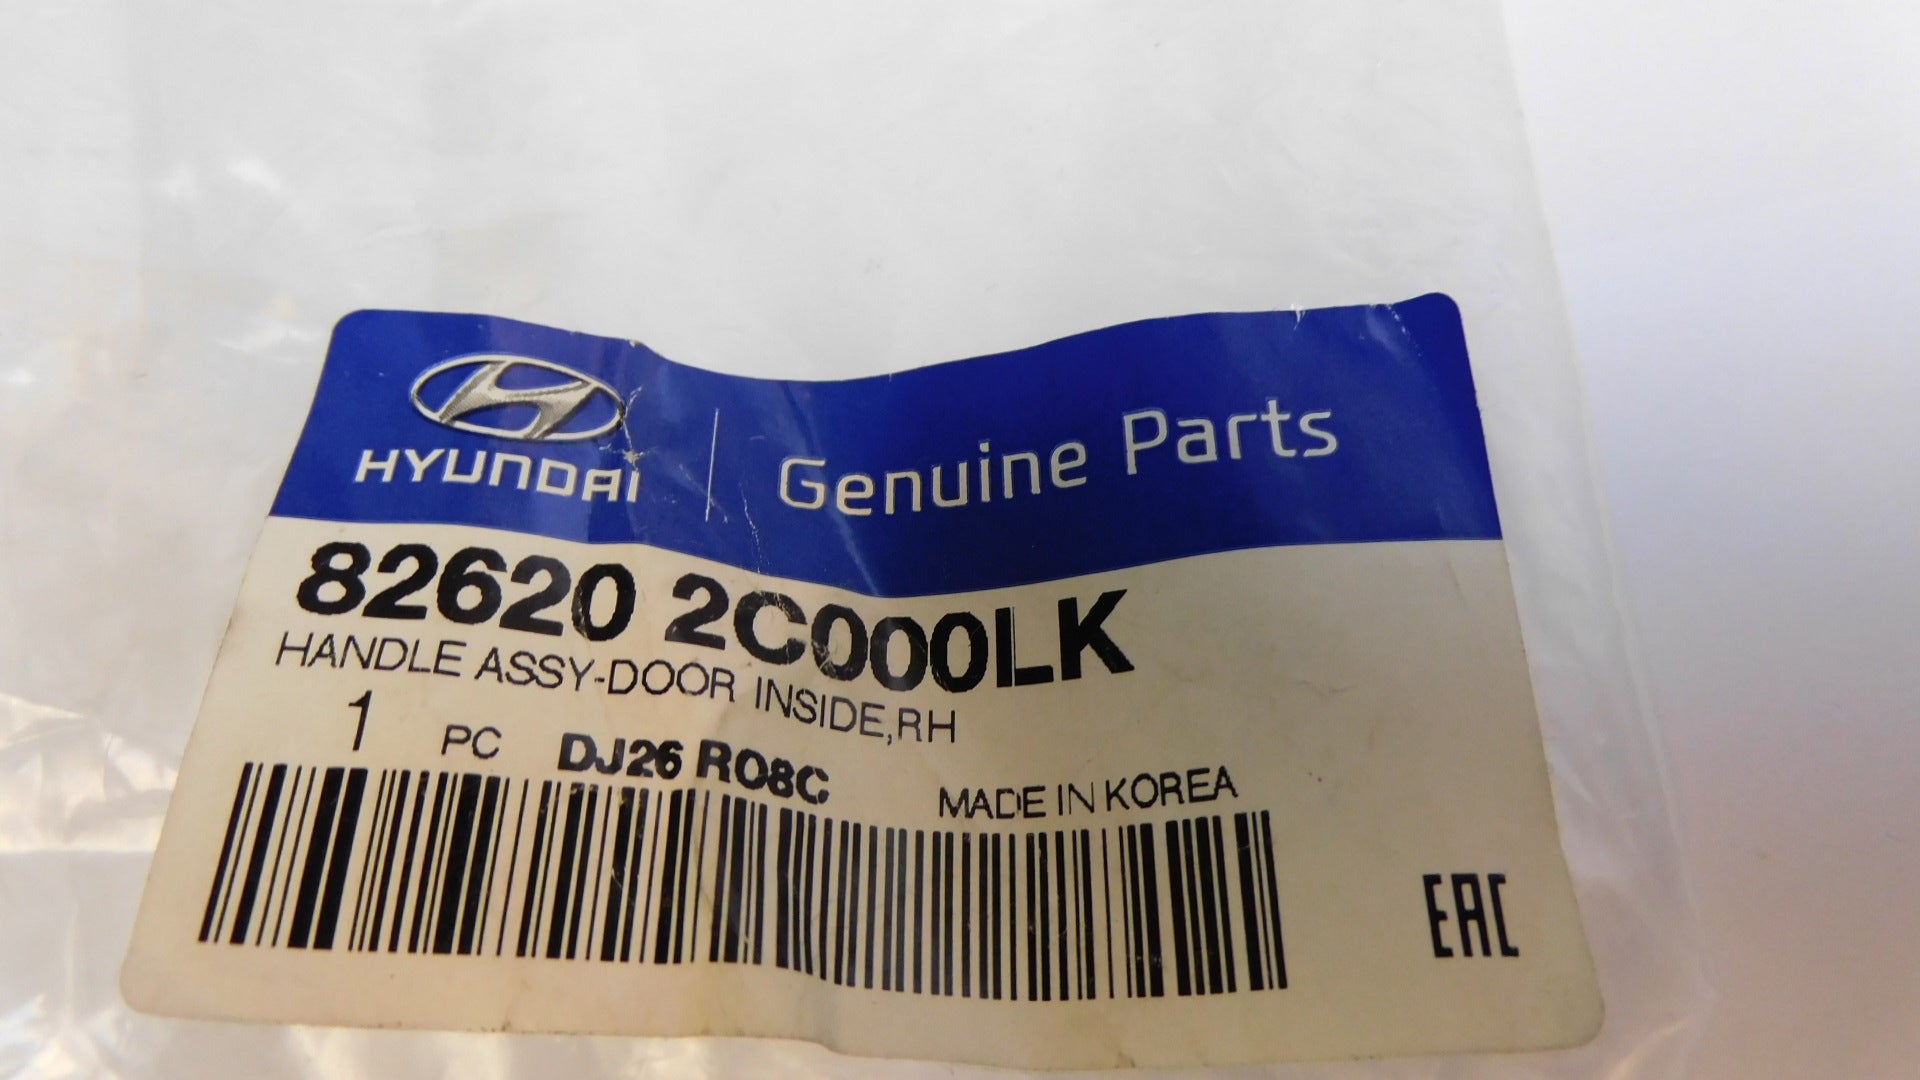 HYUNDAI | Genuine Parts
82620 2C000LK
HANDLE ASSY-DOOR INSIDE,RH
1 PC DJ26 R08C
MADE IN KOREA
EAC